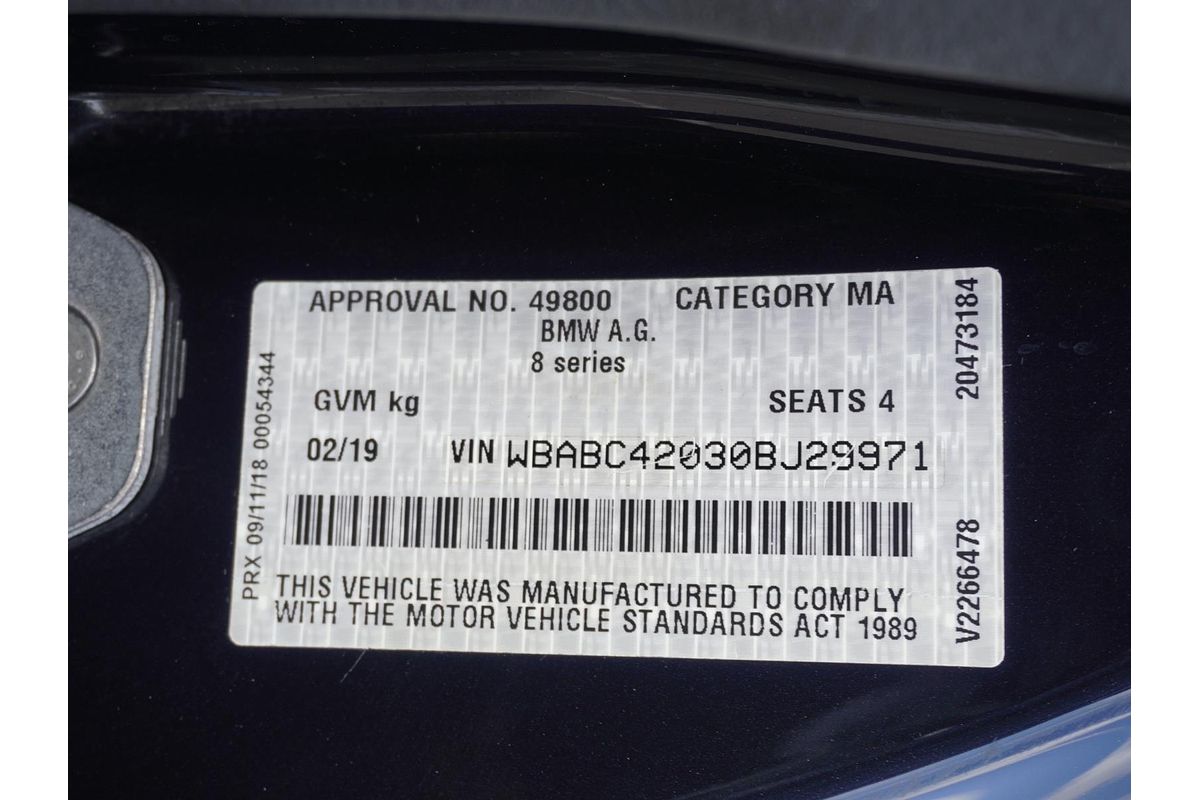 APPROVAL NO. 49800 CATEGORY MA
BMW A.G.
8 series
GVM kg SEATS 4
02/19 VIN WBABC42030BJ29971
THIS VEHICLE WAS MANUFACTURED TO COMPLY
WITH THE MOTOR VEHICLE STANDARDS ACT 1989
PRX 09/11/18 00054344
20473184
V2266478